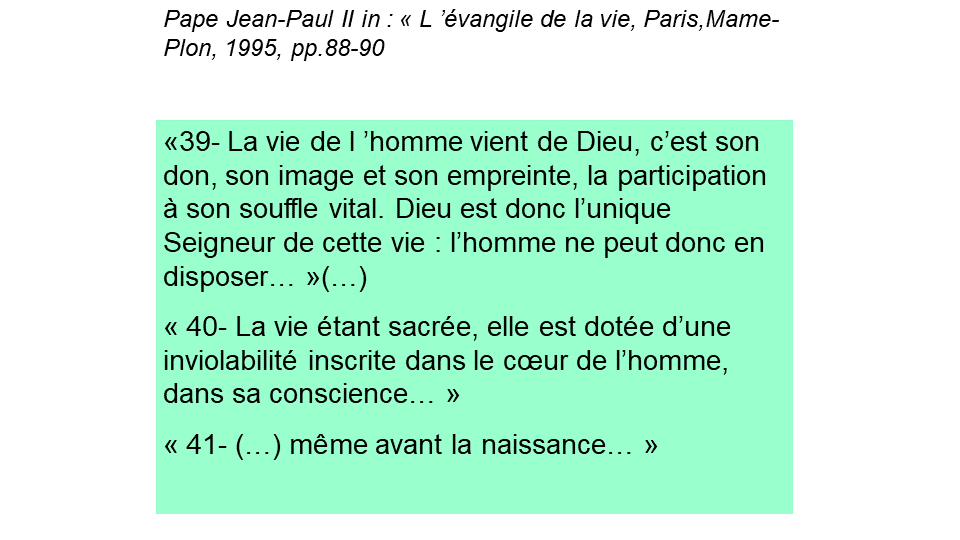 Pape Jean-Paul II in : « L ’évangile de la vie, Paris,Mame-
Plon, 1995, pp.88-90
«39- La vie de l ’homme vient de Dieu, c’est son
don, son image et son empreinte, la participation
à son souffle vital. Dieu est donc l’unique
Seigneur de cette vie : l’homme ne peut donc en
disposer… »(…)
« 40- La vie étant sacrée, elle est dotée d’une
inviolabilité inscrite dans le cœur de l’homme,
dans sa conscience… »
« 41- (…) même avant la naissance… »